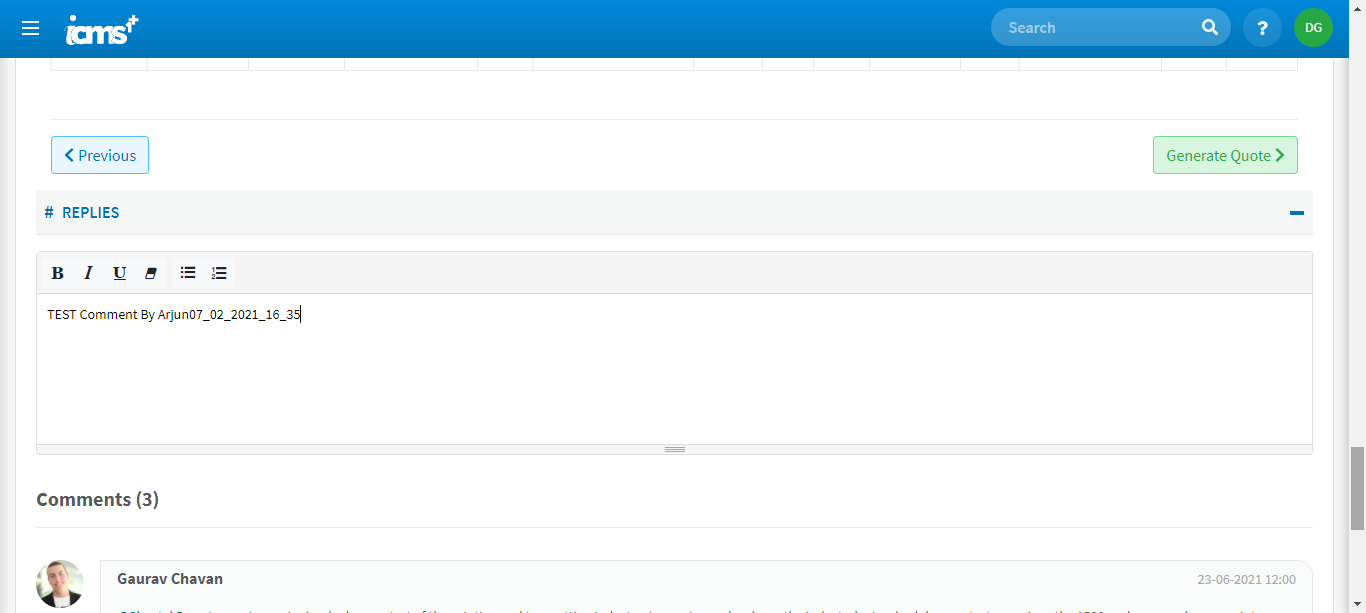 icms+
Search
?
DG
Previous
Generate Quote
# REPLIES
B I U
TEST Comment By Arjun07_02_2021_16_35
Comments (3)
Gaurav Chavan
23-06-2021 12:00